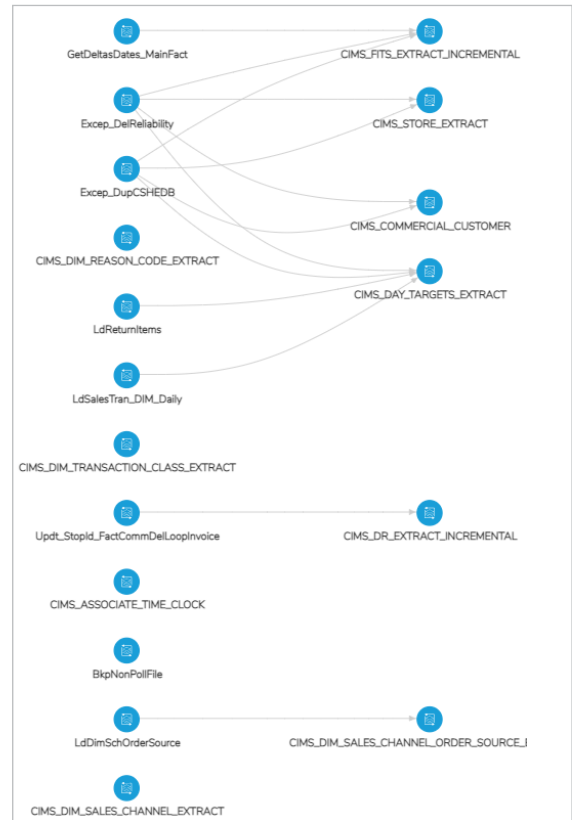 GetDeltasDates_MainFact
CIMS_FITS_EXTRACT_INCREMENTAL
Excep_DelReliability
CIMS_STORE_EXTRACT
Excep_DupCSHEDB
CIMS_COMMERCIAL_CUSTOMER
CIMS_DIM_REASON_CODE_EXTRACT
CIMS_DAY_TARGETS_EXTRACT
LdReturnItems
LdSalesTran_DIM_Daily
CIMS_DIM_TRANSACTION_CLASS_EXTRACT
Updt_StopId_FactCommDelLoopInvoice
CIMS_DR_EXTRACT_INCREMENTAL
CIMS_ASSOCIATE_TIME_CLOCK
BkpNonPollFile
LdDimSchOrderSource
CIMS_DIM_SALES_CHANNEL_ORDER_SOURCE_
CIMS_DIM_SALES_CHANNEL_EXTRACT